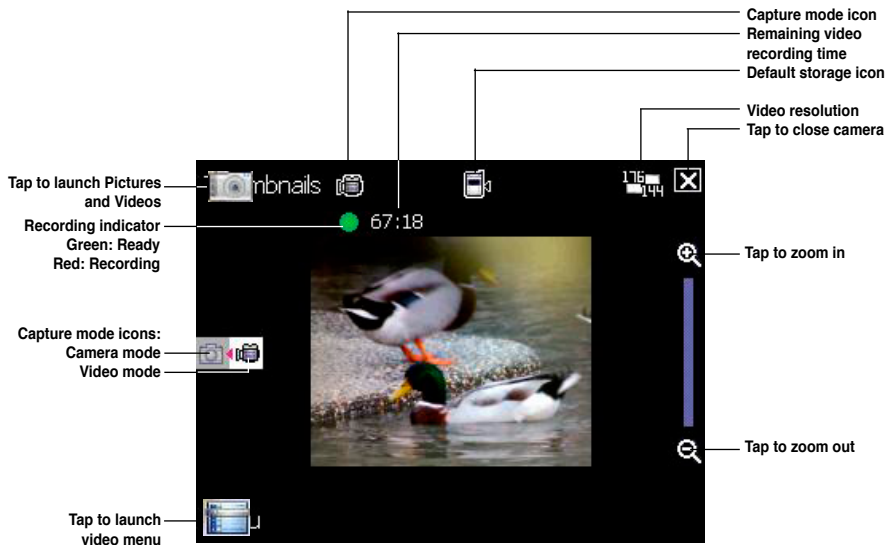 Capture mode icon
Remaining video
recording time
Default storage icon
Video resolution
Tap to close camera
Tap to launch Pictures
and Videos
mbnails
176
144
Recording indicator
Green: Ready
Red: Recording
67:18
Tap to zoom in
Capture mode icons:
Camera mode
Video mode
Tap to zoom out
Tap to launch
video menu